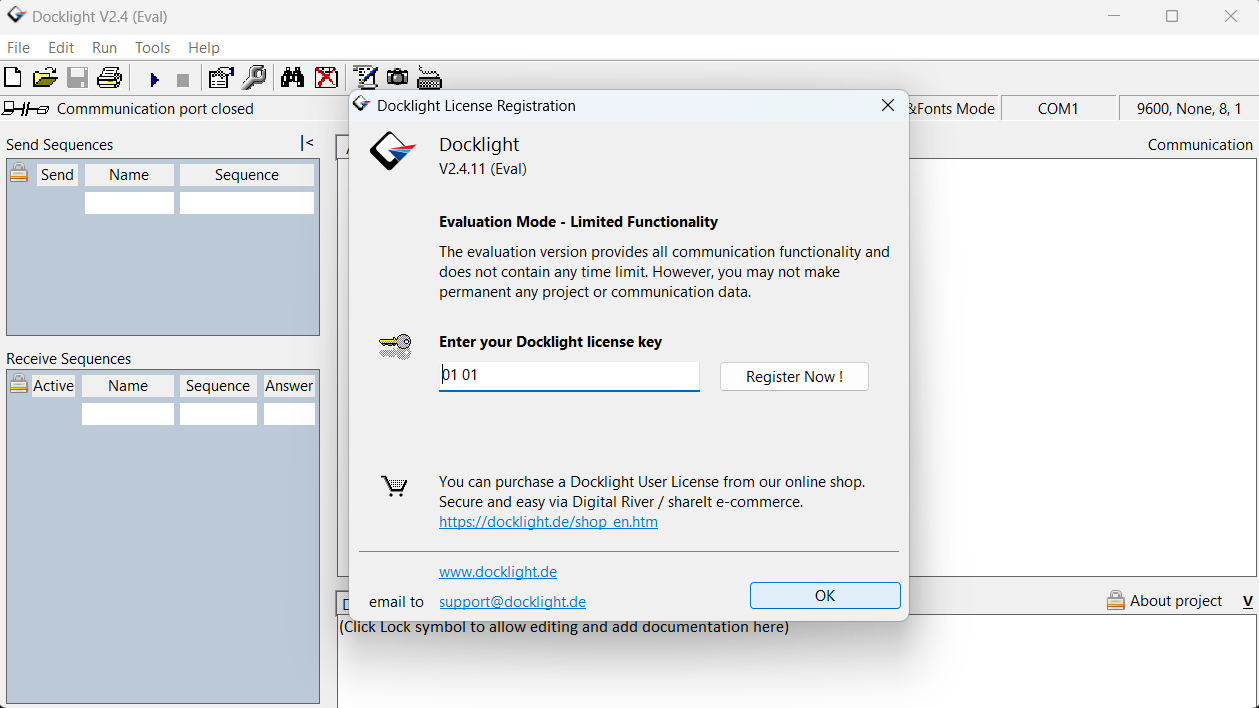 Docklight V2.4 (Eval)
File Edit Run Tools Help
Commmunication port closed
&Fonts Mode
COM1
9600, None, 8, 1
Send Sequences
Send Name Sequence
Receive Sequences
Active Name Sequence Answer
Communication
Docklight License Registration
Docklight
V2.4.11 (Eval)
Evaluation Mode - Limited Functionality
The evaluation version provides all communication functionality and
does not contain any time limit. However, you may not make
permanent any project or communication data.
Enter your Docklight license key
01 01
Register Now !
You can purchase a Docklight User License from our online shop.
Secure and easy via Digital River / shareIt e-commerce.
https://docklight.de/shop_en.htm
www.docklight.de
email to support@docklight.de
OK
About project V
(Click Lock symbol to allow editing and add documentation here)